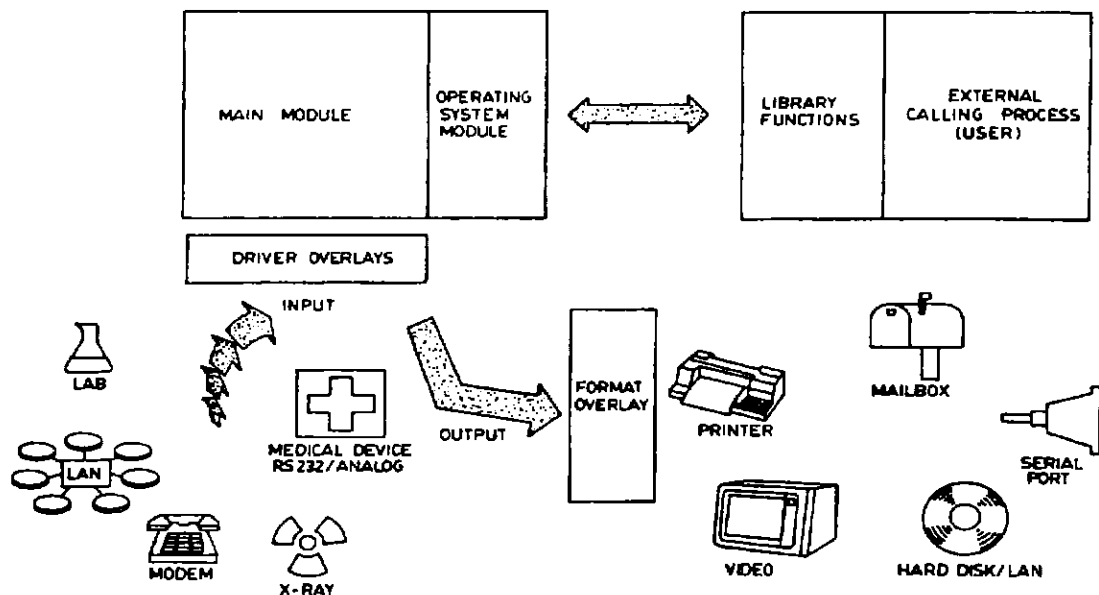 MAIN MODULE
OPERATING
SYSTEM
MODULE
LIBRARY
FUNCTIONS
EXTERNAL
CALLING PROCESS
(USER)
DRIVER OVERLAYS
INPUT
LAB
LAN
MODEM
MEDICAL DEVICE
RS232/ANALOG
X-RAY
OUTPUT
FORMAT
OVERLAY
PRINTER
MAILBOX
SERIAL
PORT
VIDEO
HARD DISK/LAN